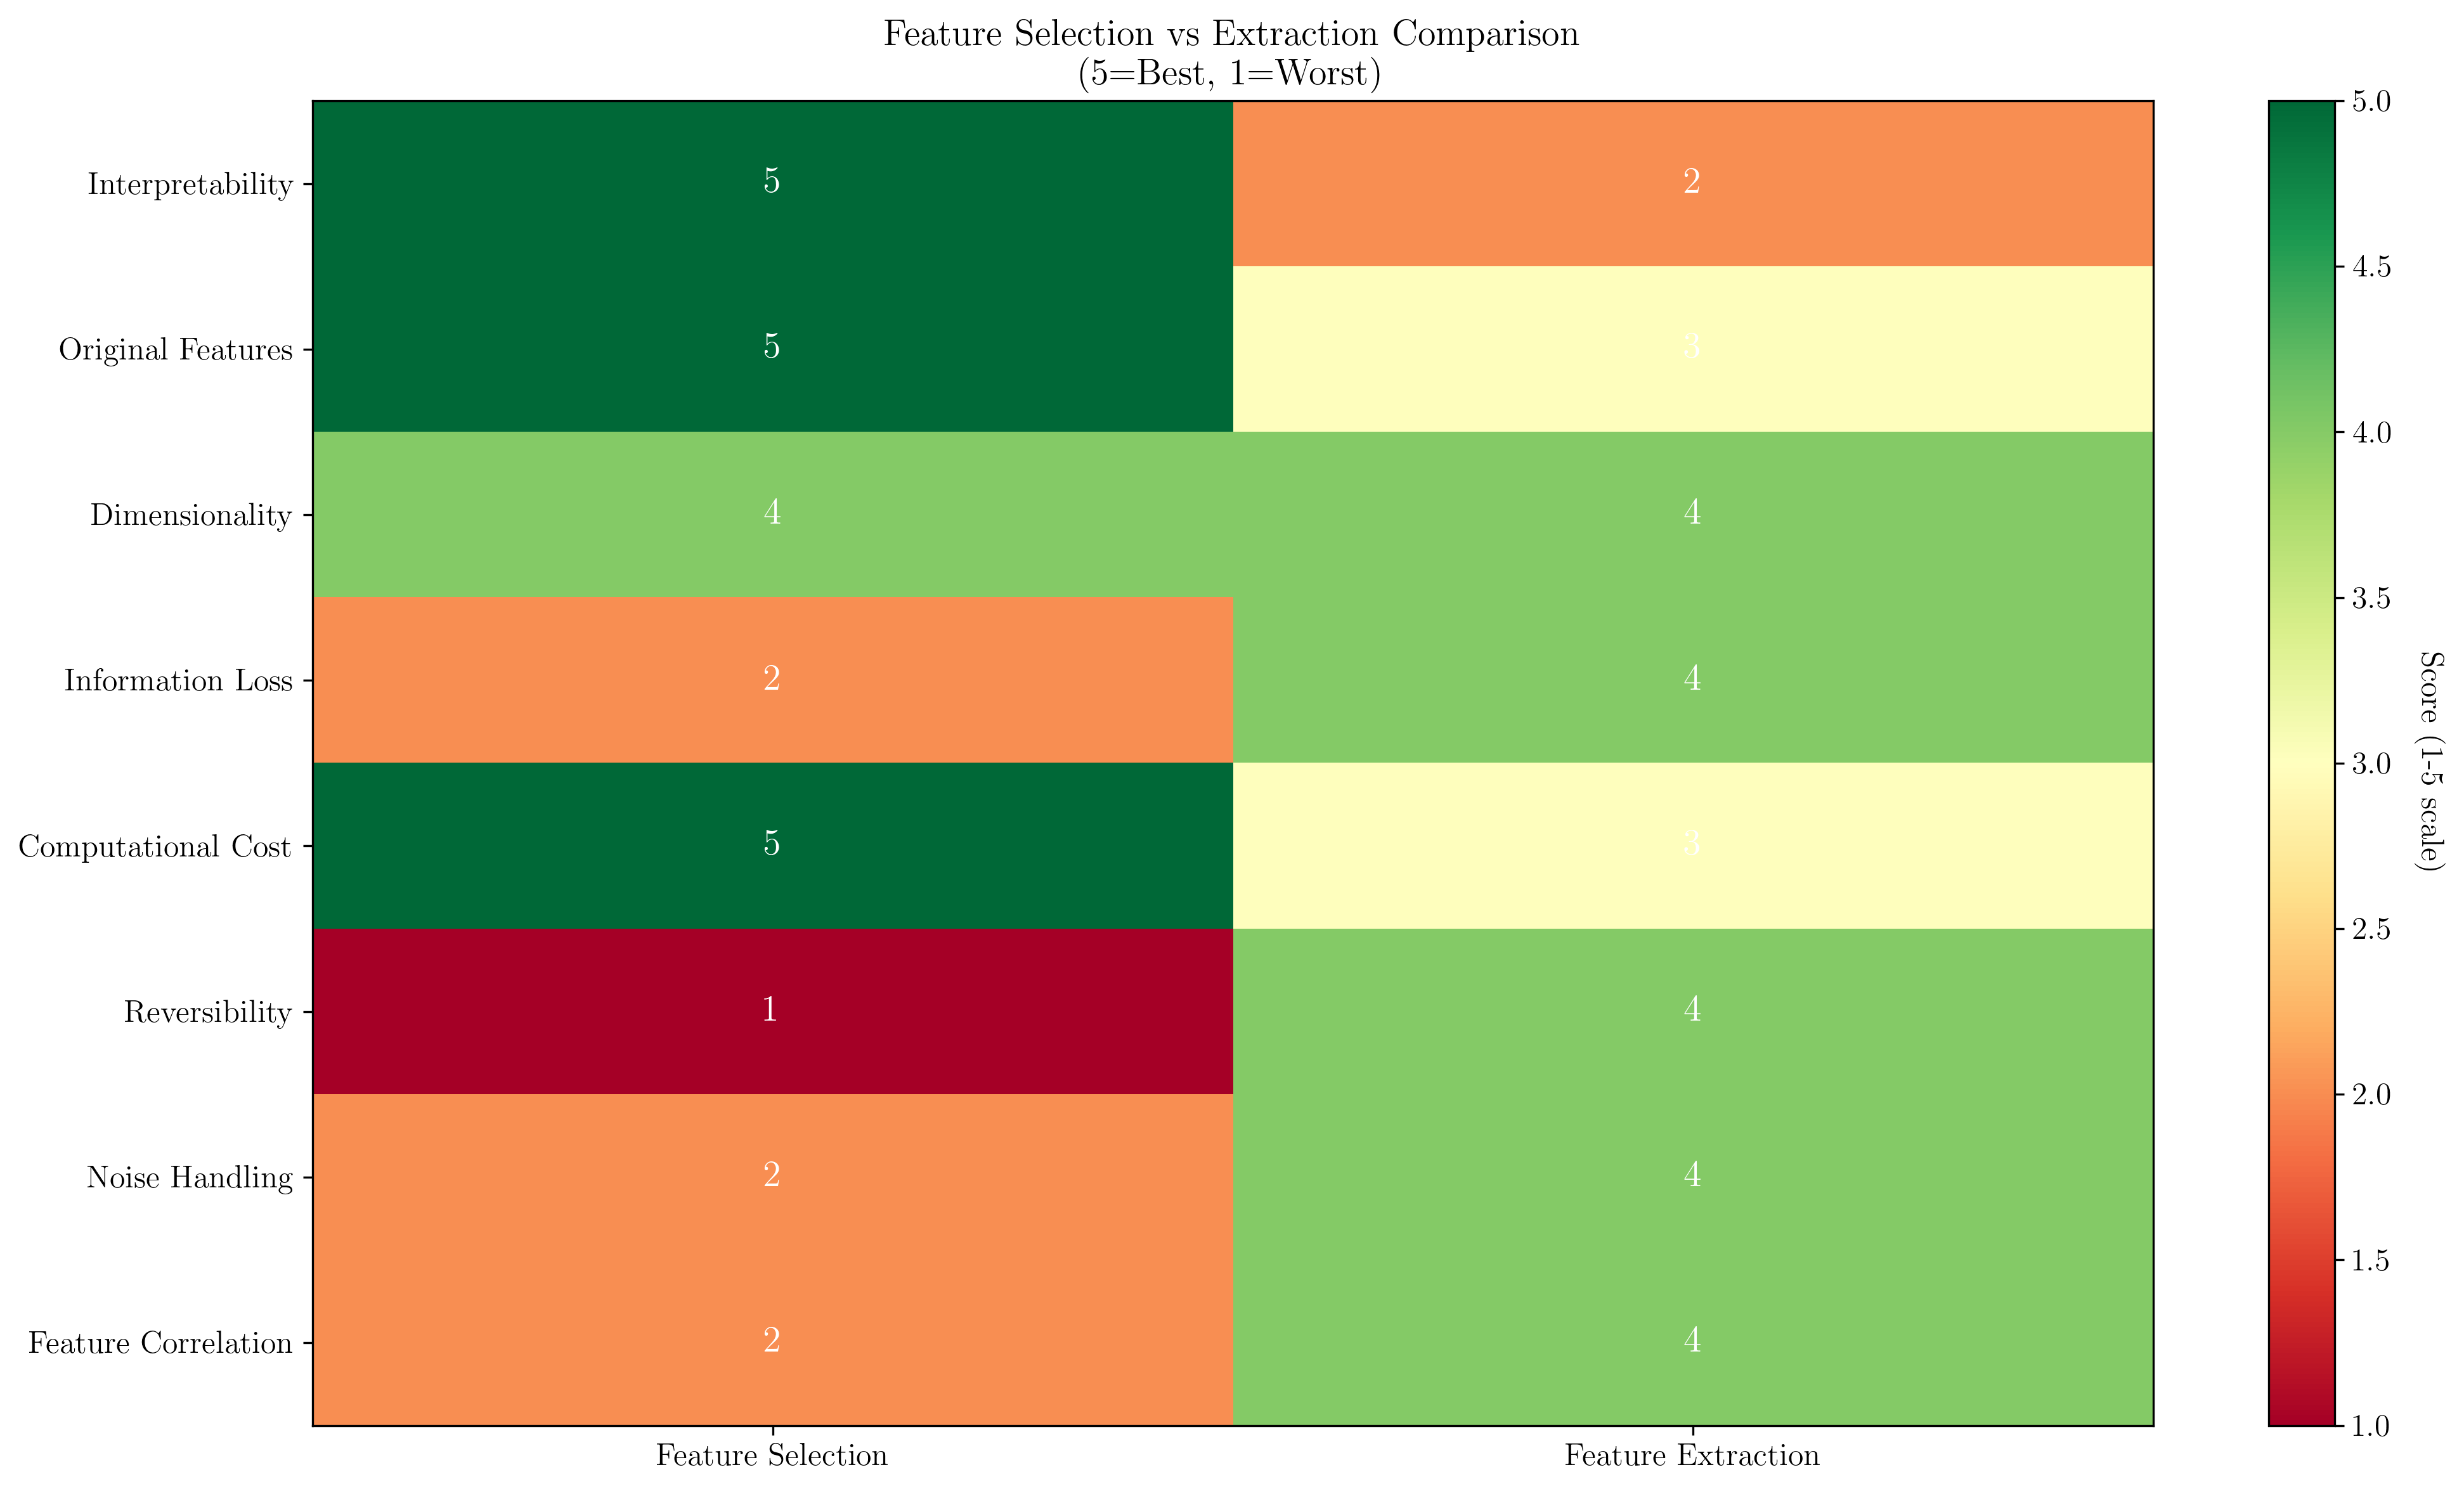 Feature Selection vs Extraction Comparison
(5=Best, 1=Worst)
Interpretability 5 2
Original Features 5 3
Dimensionality 4 4
Information Loss 2 4
Computational Cost 5 3
Reversibility 1 4
Noise Handling 2 4
Feature Correlation 2 4
Feature Selection Feature Extraction
5.0
4.5
4.0
3.5
3.0
2.5
2.0
1.5
1.0
Score (1-5 scale)